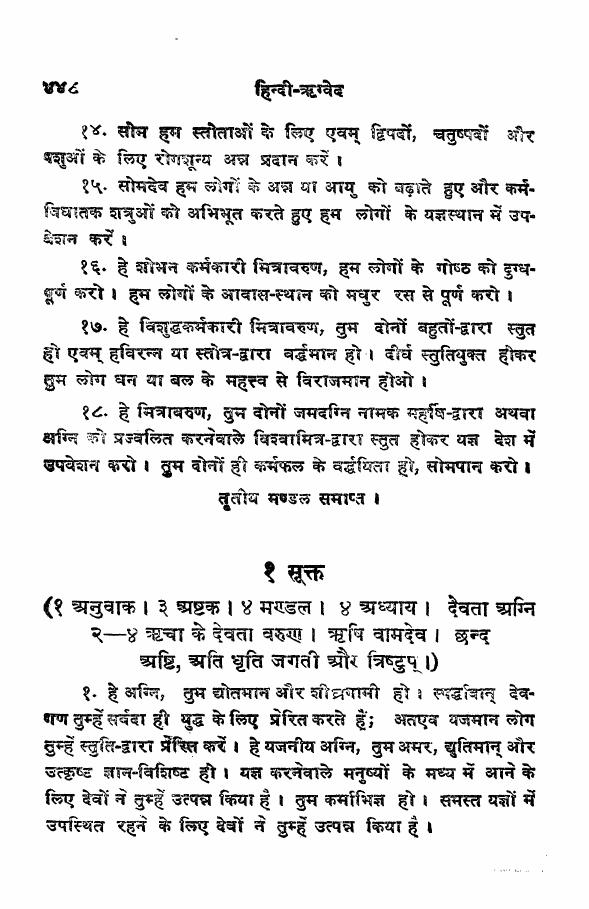 ४४८ हिन्दी-ऋग्वेद
१४. सोम हम स्तोताओं के लिए एवम् द्विपदों, चतुष्पदों और
पशुओं के लिए रोगशून्य अन्न प्रदान करें ।
१५. सोमदेव हम लोगों के अन्न या आयु को बढ़ाते हुए और कर्म-
विघातक शत्रुओं को अभिभूत करते हुए हम लोगों के यज्ञस्थान में उप-
वेशन करें ।
१६. हे शोभन कर्मकारी मित्रावरुण, हम लोगों के गोष्ठ को दुग्ध-
पूर्ण करो । हम लोगों के आवास-स्थान को मधुर रस से पूर्ण करो ।
१७. हे विशुद्धकर्मकारी मित्रावरुण, तुम दोनों बहुतों-द्वारा स्तुत
हो एवम् हविरन्न या स्तोत्र-द्वारा वर्द्धमान हो । दीर्घ स्तुतियुक्त होकर
तुम लोग धन या बल के महत्त्व से विराजमान होओ ।
१८. हे मित्रावरुण, तुम दोनों जमदग्नि नामक महर्षि-द्वारा अथवा
अग्नि को प्रज्वलित करनेवाले विश्वामित्र-द्वारा स्तुत होकर यज्ञ देश में
उपवेशन करो । तुम दोनों ही कर्मफल के वर्द्धयिता हो, सोमपान करो ।
तृतीय मण्डल समाप्त ।
१ सूक्त
(१ अनुवाक । ३ अष्टक । ४ मण्डल । ४ अध्याय । देवता अग्नि
२—४ ऋचा के देवता वरुण । ऋषि वामदेव । छन्द
अष्टि, अति धृति जगती और त्रिष्टुप् ।)
१. हे अग्नि, तुम द्योतमान और शीघ्रगामी हो । स्पर्द्धावान् देव-
गण तुम्हें सर्वदा ही युद्ध के लिए प्रेरित करते हैं; अतएव यजमान लोग
तुम्हें स्तुति-द्वारा प्रेरित करें । हे यजनीय अग्नि, तुम अमर, द्युतिमान् और
उत्कृष्ट ज्ञान-विशिष्ट हो । यज्ञ करनेवाले मनुष्यों के मध्य में आने के
लिए देवों ने तुम्हें उत्पन्न किया है । तुम कर्माभिज्ञ हो । समस्त यज्ञों में
उपस्थित रहने के लिए देवों ने तुम्हें उत्पन्न किया है ।